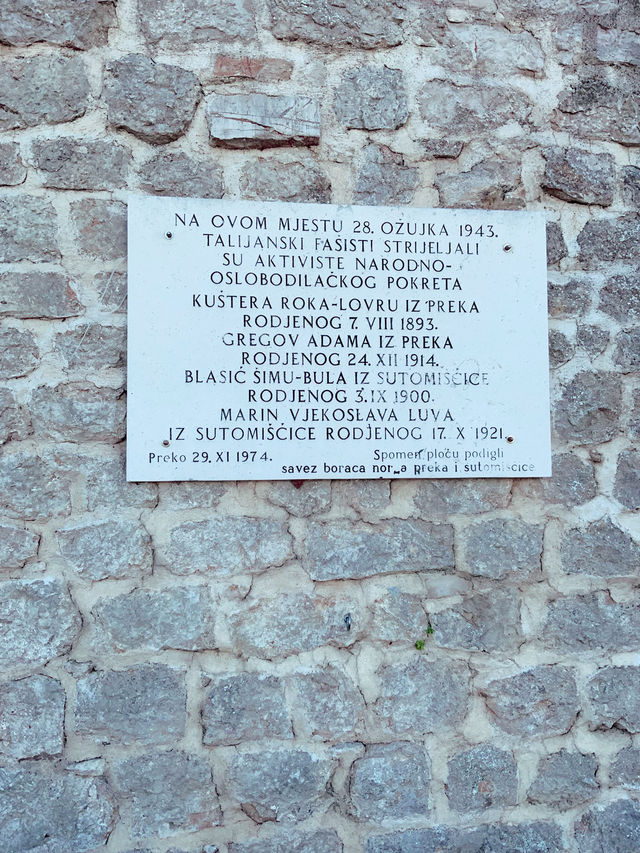 NA OVOM MJESTU 28. OŽUJKA 1943.
TALIJANSKI FAŠISTI STRIJELJALI
SU AKTIVISTE NARODNO-
OSLOBODILAČKOG POKRETA
KUŠTERA ROKA-LOVRU IZ PREKA
RODJENOG 7. VIII 1893.
GREGOV ADAMA IZ PREKA
RODJENOG 24. XII 1914.
BLASIĆ ŠIMU-BULA IZ SUTOMIŠĆICE
RODJENOG 3. IX 1900.
MARIN VJEKOSLAVA LUVA
IZ SUTOMIŠĆICE RODJENOG 17. X 1921.
Preko 29. XI 1974. Spomen ploču podigli
savez boraca preka i sutomišćice